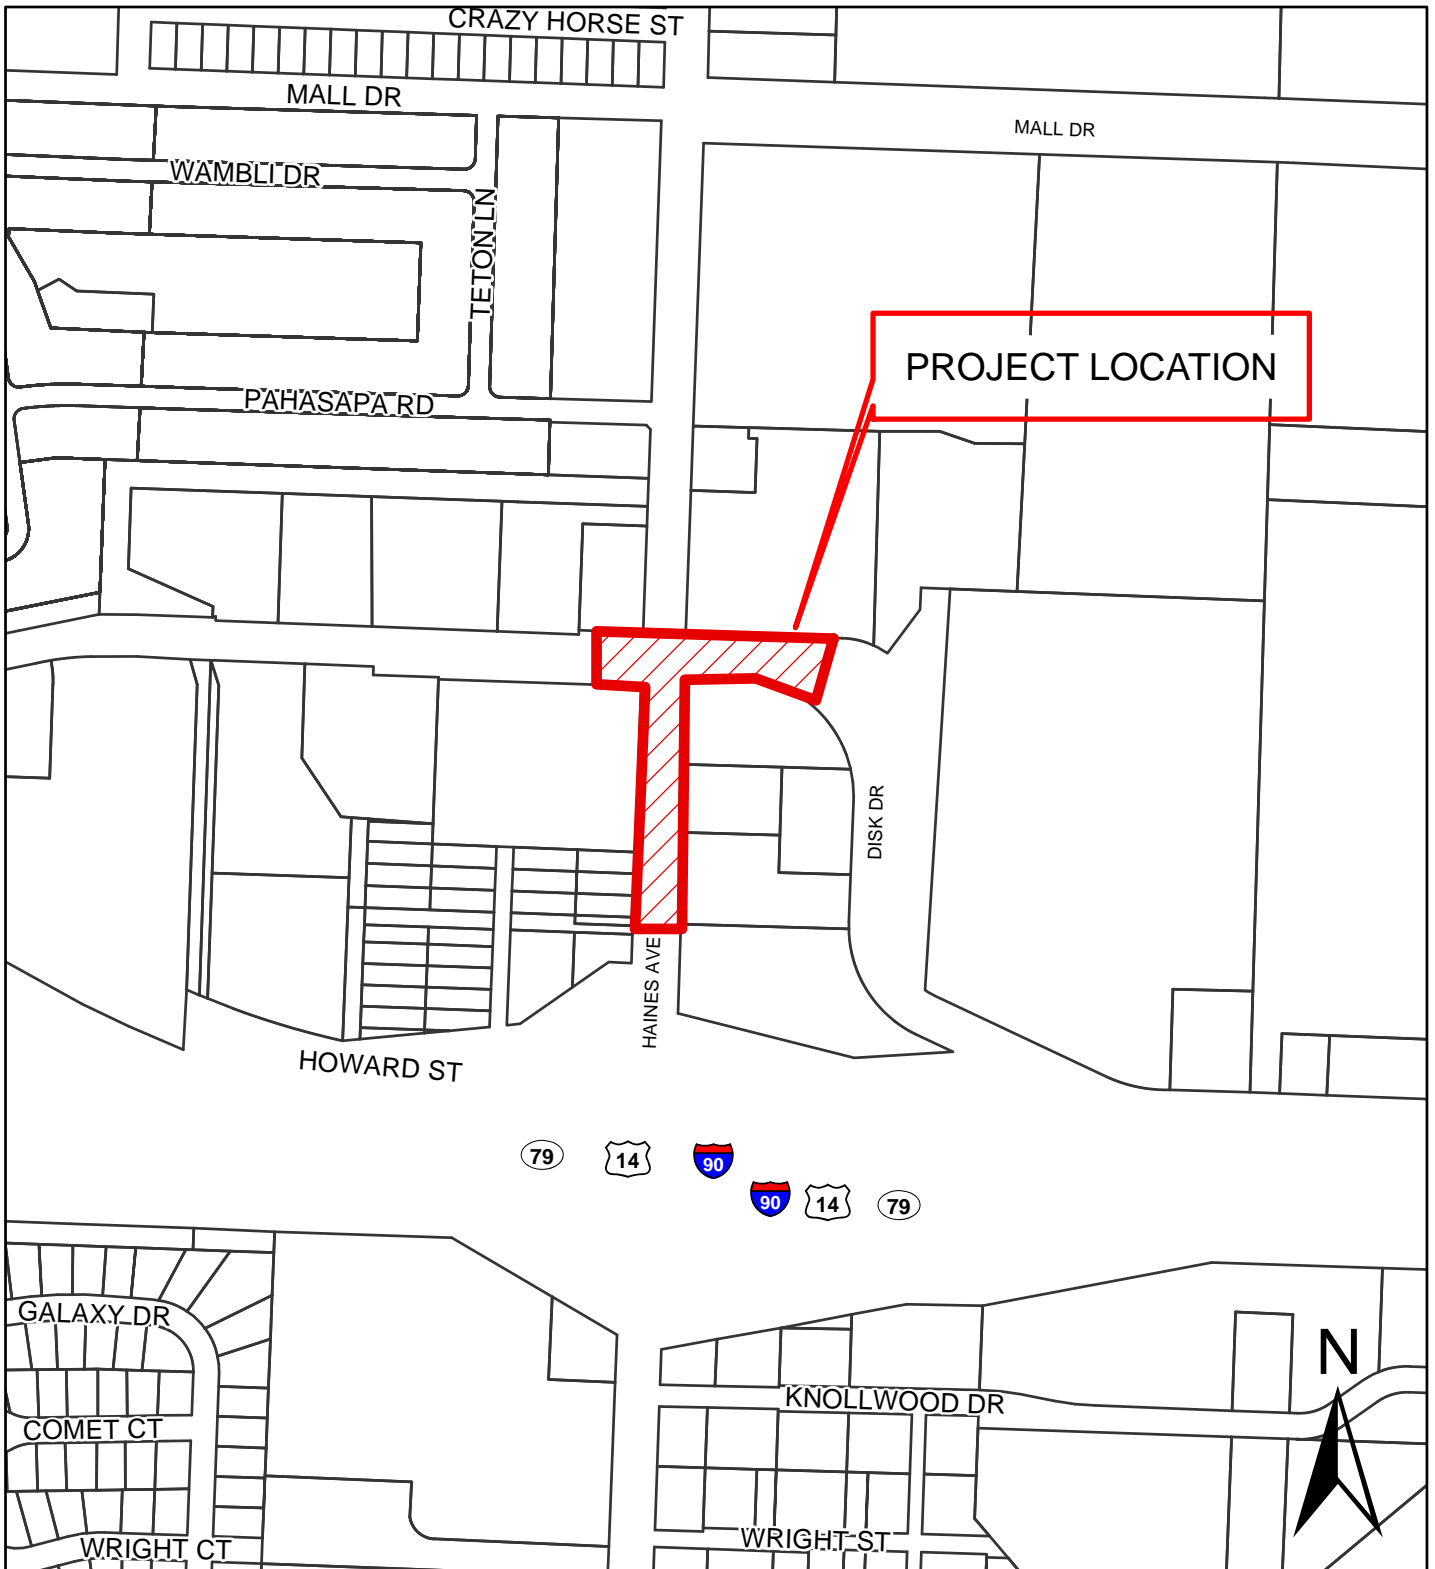 CRAZY HORSE ST
MALL DR
MALL DR
WAMBLI DR
TETON LN
PROJECT LOCATION
PAHASAPA RD
DISK DR
HAINES AVE
HOWARD ST
79
14
90
90
14
79
GALAXY DR
N
KNOLLWOOD DR
COMET CT
WRIGHT ST
WRIGHT CT